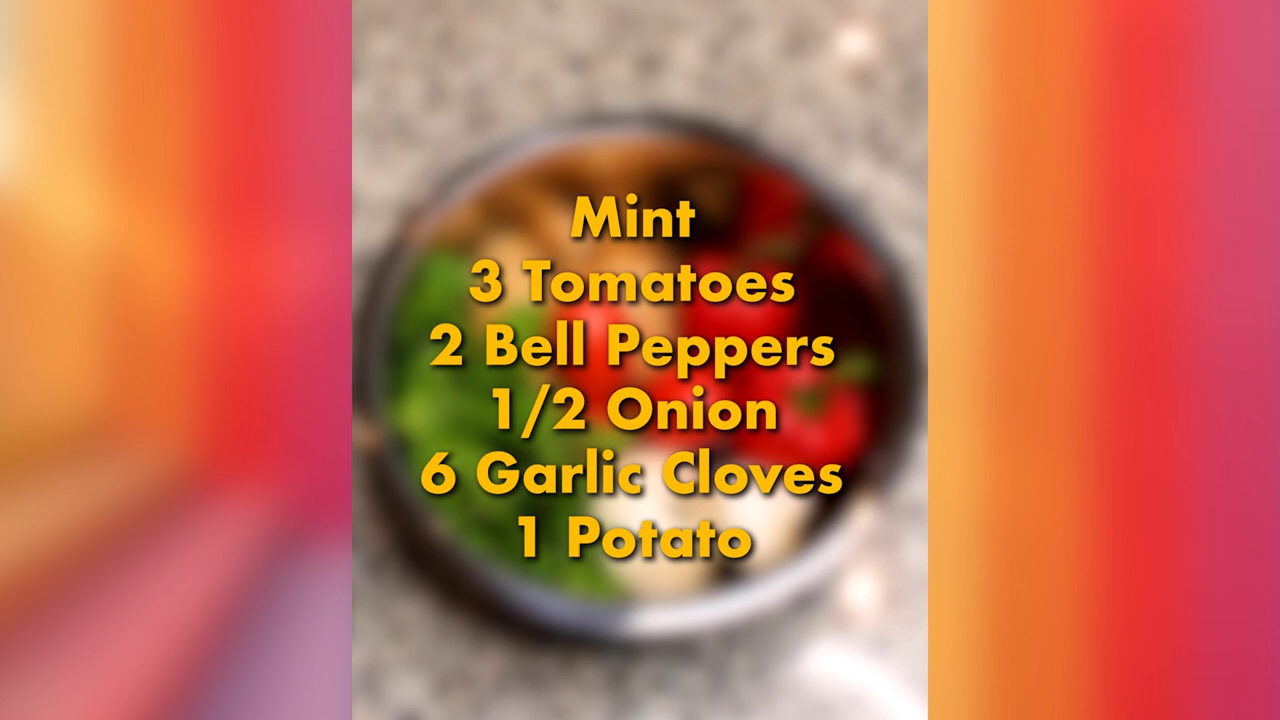 Mint
3 Tomatoes
2 Bell Peppers
1/2 Onion
6 Garlic Cloves
1 Potato